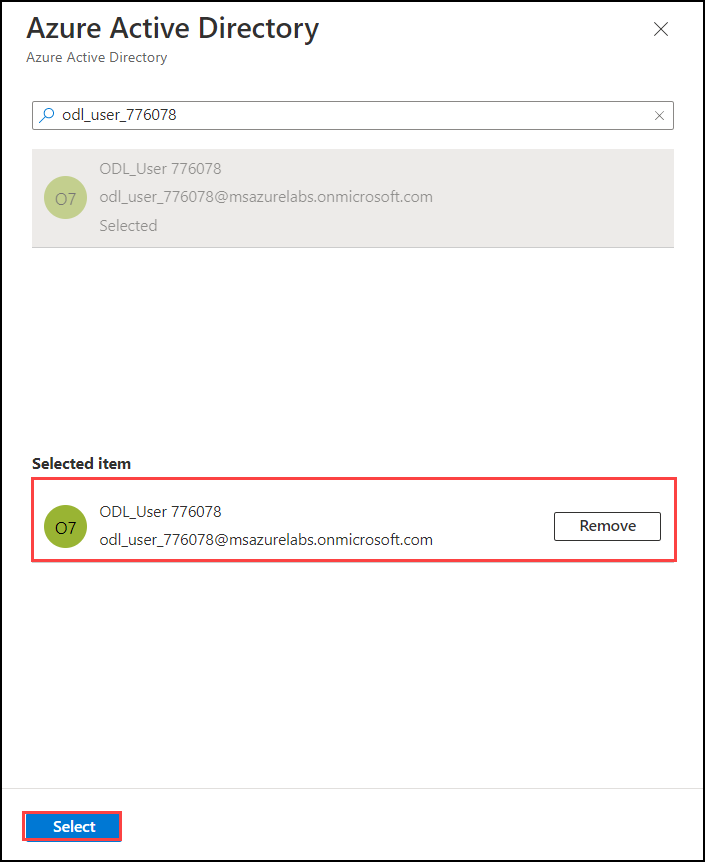 Azure Active Directory
Azure Active Directory
odl_user_776078
O7
ODL_User 776078
odl_user_776078@msazurelabs.onmicrosoft.com
Selected
Selected item
O7
ODL_User 776078
odl_user_776078@msazurelabs.onmicrosoft.com
Remove
Select